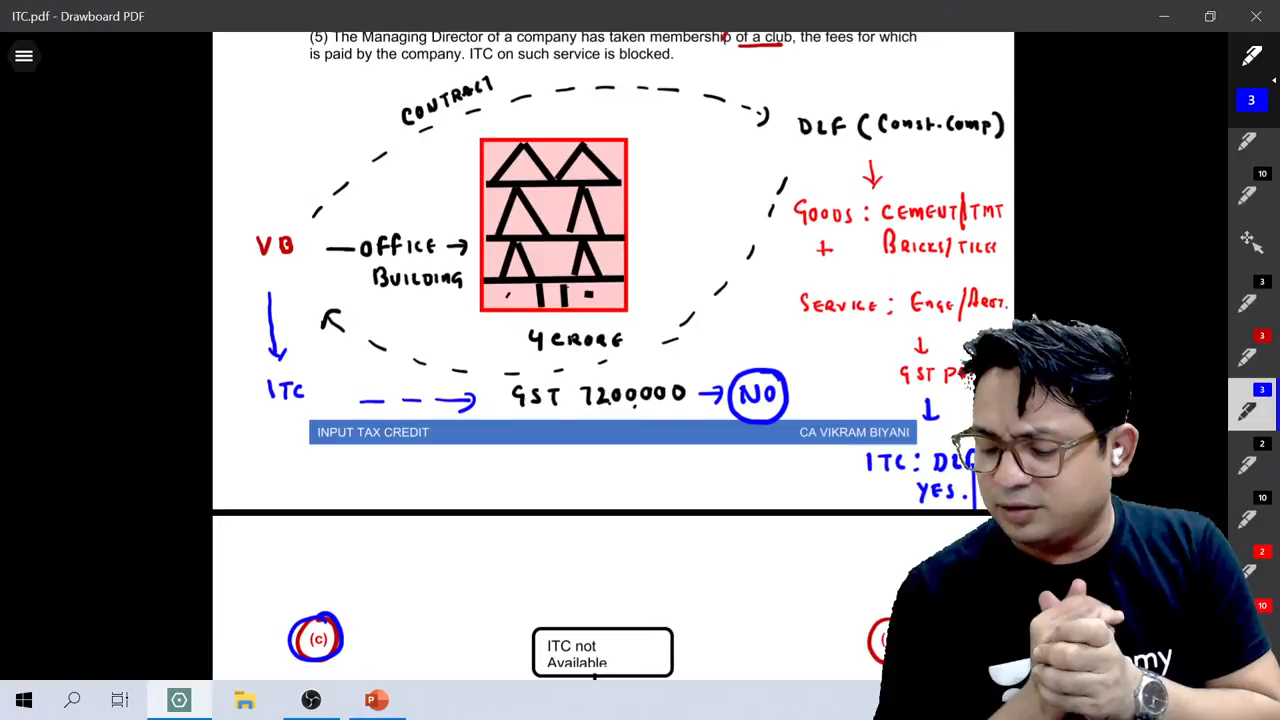 ITC.pdf - Drawboard PDF
(5) The Managing Director of a company has taken membership of a club, the fees for which
is paid by the company. ITC on such service is blocked.
CONTRACT
DLF (Const. Comp)
GOODS : CEMENT/TMT
+ BRICKS/TILES
VB — OFFICE →
BUILDING
SERVICE : Enge/
4 CRORE
GST
ITC
GST 7200000 → NO
INPUT TAX CREDIT CA VIKRAM BIYANI
ITC : DLF
YES.
(c)
ITC not
Available
3
10
3
3
3
2
10
2
10